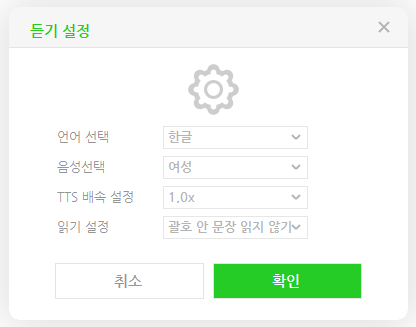 듣기 설정
언어 선택 한글
음성선택 여성
TTS 배속 설정 1.0x
읽기 설정 괄호 안 문장 읽지 않기
취소 확인